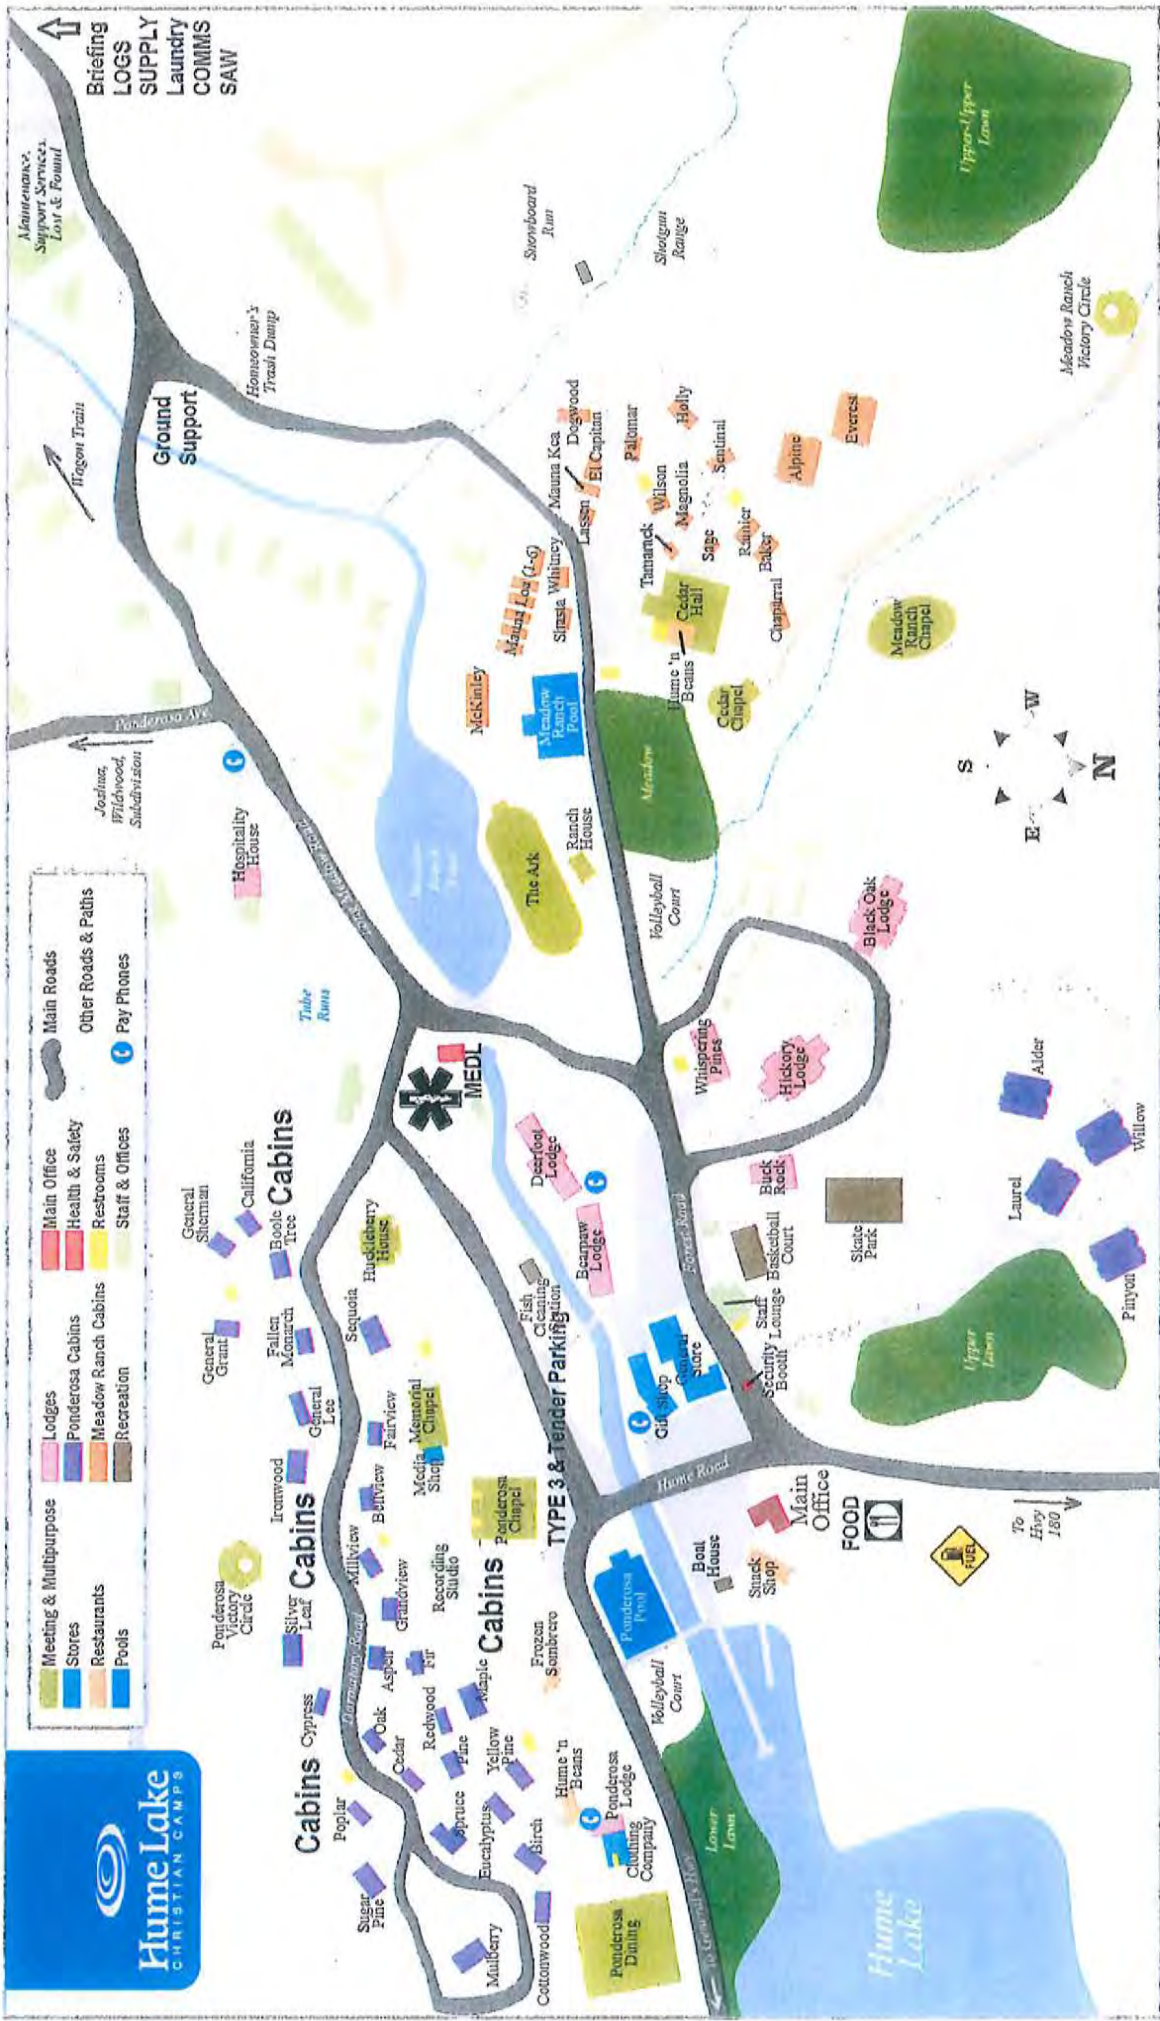 Hume Lake
CHRISTIAN CAMPS
Meeting & Multipurpose
Stores
Restaurants
Pools
Lodges
Ponderosa Cabins
Meadow Ranch Cabins
Recreation
Main Office
Health & Safety
Restrooms
Staff & Offices
Main Roads
Other Roads & Paths
Pay Phones
Joshua,
Wildwood,
Subdivision
Ponderosa Ave
Wagon Train
Maintenance,
Support Services,
Lost & Found
Briefing
LOGS
SUPPLY
Laundry
COMMS
SAW
Ground
Support
Homeowner's
Trash Dump
Hospitality
House
Tube
Runs
General
Sherman
California
Cabins
Boole
Tree
General
Grant
Fallen
Monarch
General
Lee
Ironwood
Cabins
Ponderosa
Victory
Circle
Silver
Leaf
Cypress
Cabins
Poplar
Sugar
Pine
Dormitory Road
Huckleberry
House
Sequoia
Fairview
Memorial
Chapel
Media
Shop
Bellview
Millview
Grandview
Recording
Studio
Aspen
Fir
Oak
Cedar
Redwood
Maple
Cabins
Pine
Yellow
Pine
Spruce
Eucalyptus
Birch
Mulberry
Cottonwood
Ponderosa
Chapel
TYPE 3 & Tender Parking
Fish
Cleaning
Station
Frozen
Sombrero
Hume 'n
Beans
Ponderosa
Lodge
Clothing
Company
Ponderosa
Dining
MEDL
Deerfoot
Lodge
Bearpaw
Lodge
General
Store
Gift Shop
Ponderosa
Pool
Volleyball
Court
Lower
Lawn
Hume
Lake
Boat
House
Snack
Shop
Main
Office
FOOD
FUEL
Hume Road
To
Hwy
180
Forest Road
Security
Booth
Staff
Lounge
Basketball
Court
Skate
Park
Buck
Rock
Upper
Lawn
Whispering
Pines
Hickory
Lodge
Black Oak
Lodge
Alder
Willow
Laurel
Pinyon
The Ark
Ranch
House
Volleyball
Court
Meadow
McKinley
Meadow
Ranch
Pool
Mauna Loa (1-6)
Shasta
Whitney
Lassen
Mauna Kea
El Capitan
Dogwood
Palomar
Holly
Wilson
Magnolia
Sentinal
Tamarack
Sage
Rainier
Baker
Chaparral
Cedar
Hall
Hume 'n
Beans
Cedar
Chapel
Alpine
Everest
Meadow
Ranch
Chapel
Meadow Ranch
Victory Circle
Snowboard
Run
Shotgun
Range
Upper-Upper
Lawn
S
W
E
N